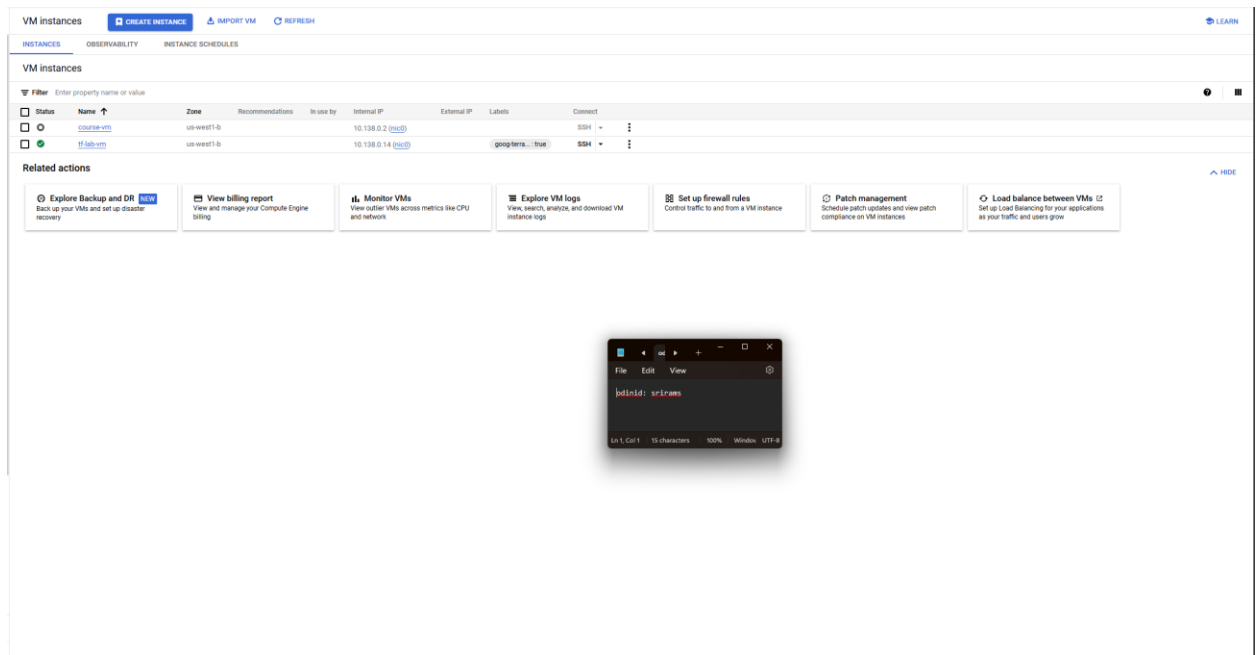 VM instances CREATE INSTANCE IMPORT VM REFRESH LEARN
INSTANCES OBSERVABILITY INSTANCE SCHEDULES
VM instances
Filter Enter property name or value
Status Name Zone Recommendations In use by Internal IP External IP Labels Connect
course-vm us-west1-b 10.138.0.2 (nic0) SSH
tf-lab-vm us-west1-b 10.138.0.14 (nic0) goog-terra... : true SSH
Related actions HIDE
Explore Backup and DR NEW
Back up your VMs and set up disaster
recovery
View billing report
View and manage your Compute Engine
billing
Monitor VMs
View outlier VMs across metrics like CPU
and network
Explore VM logs
View, search, analyze, and download VM
instance logs
Set up firewall rules
Control traffic to and from a VM instance
Patch management
Schedule patch updates and view patch
compliance on VM instances
Load balance between VMs
Set up Load Balancing for your applications
as your traffic and users grow
od
File Edit View
odinid: srirams
Ln 1, Col 1 15 characters 100% Window UTF-8